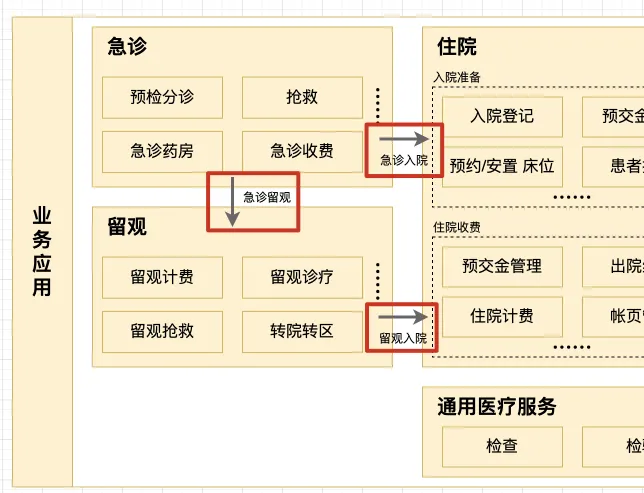 业务应用
急诊
预检分诊
抢救
急诊药房
急诊收费
急诊入院
急诊留观
留观
留观计费
留观诊疗
留观抢救
转院转区
留观入院
住院
入院准备
入院登记
预交金
预约/安置 床位
患者
······
住院收费
预交金管理
出院
住院计费
帐页
······
通用医疗服务
检查
检